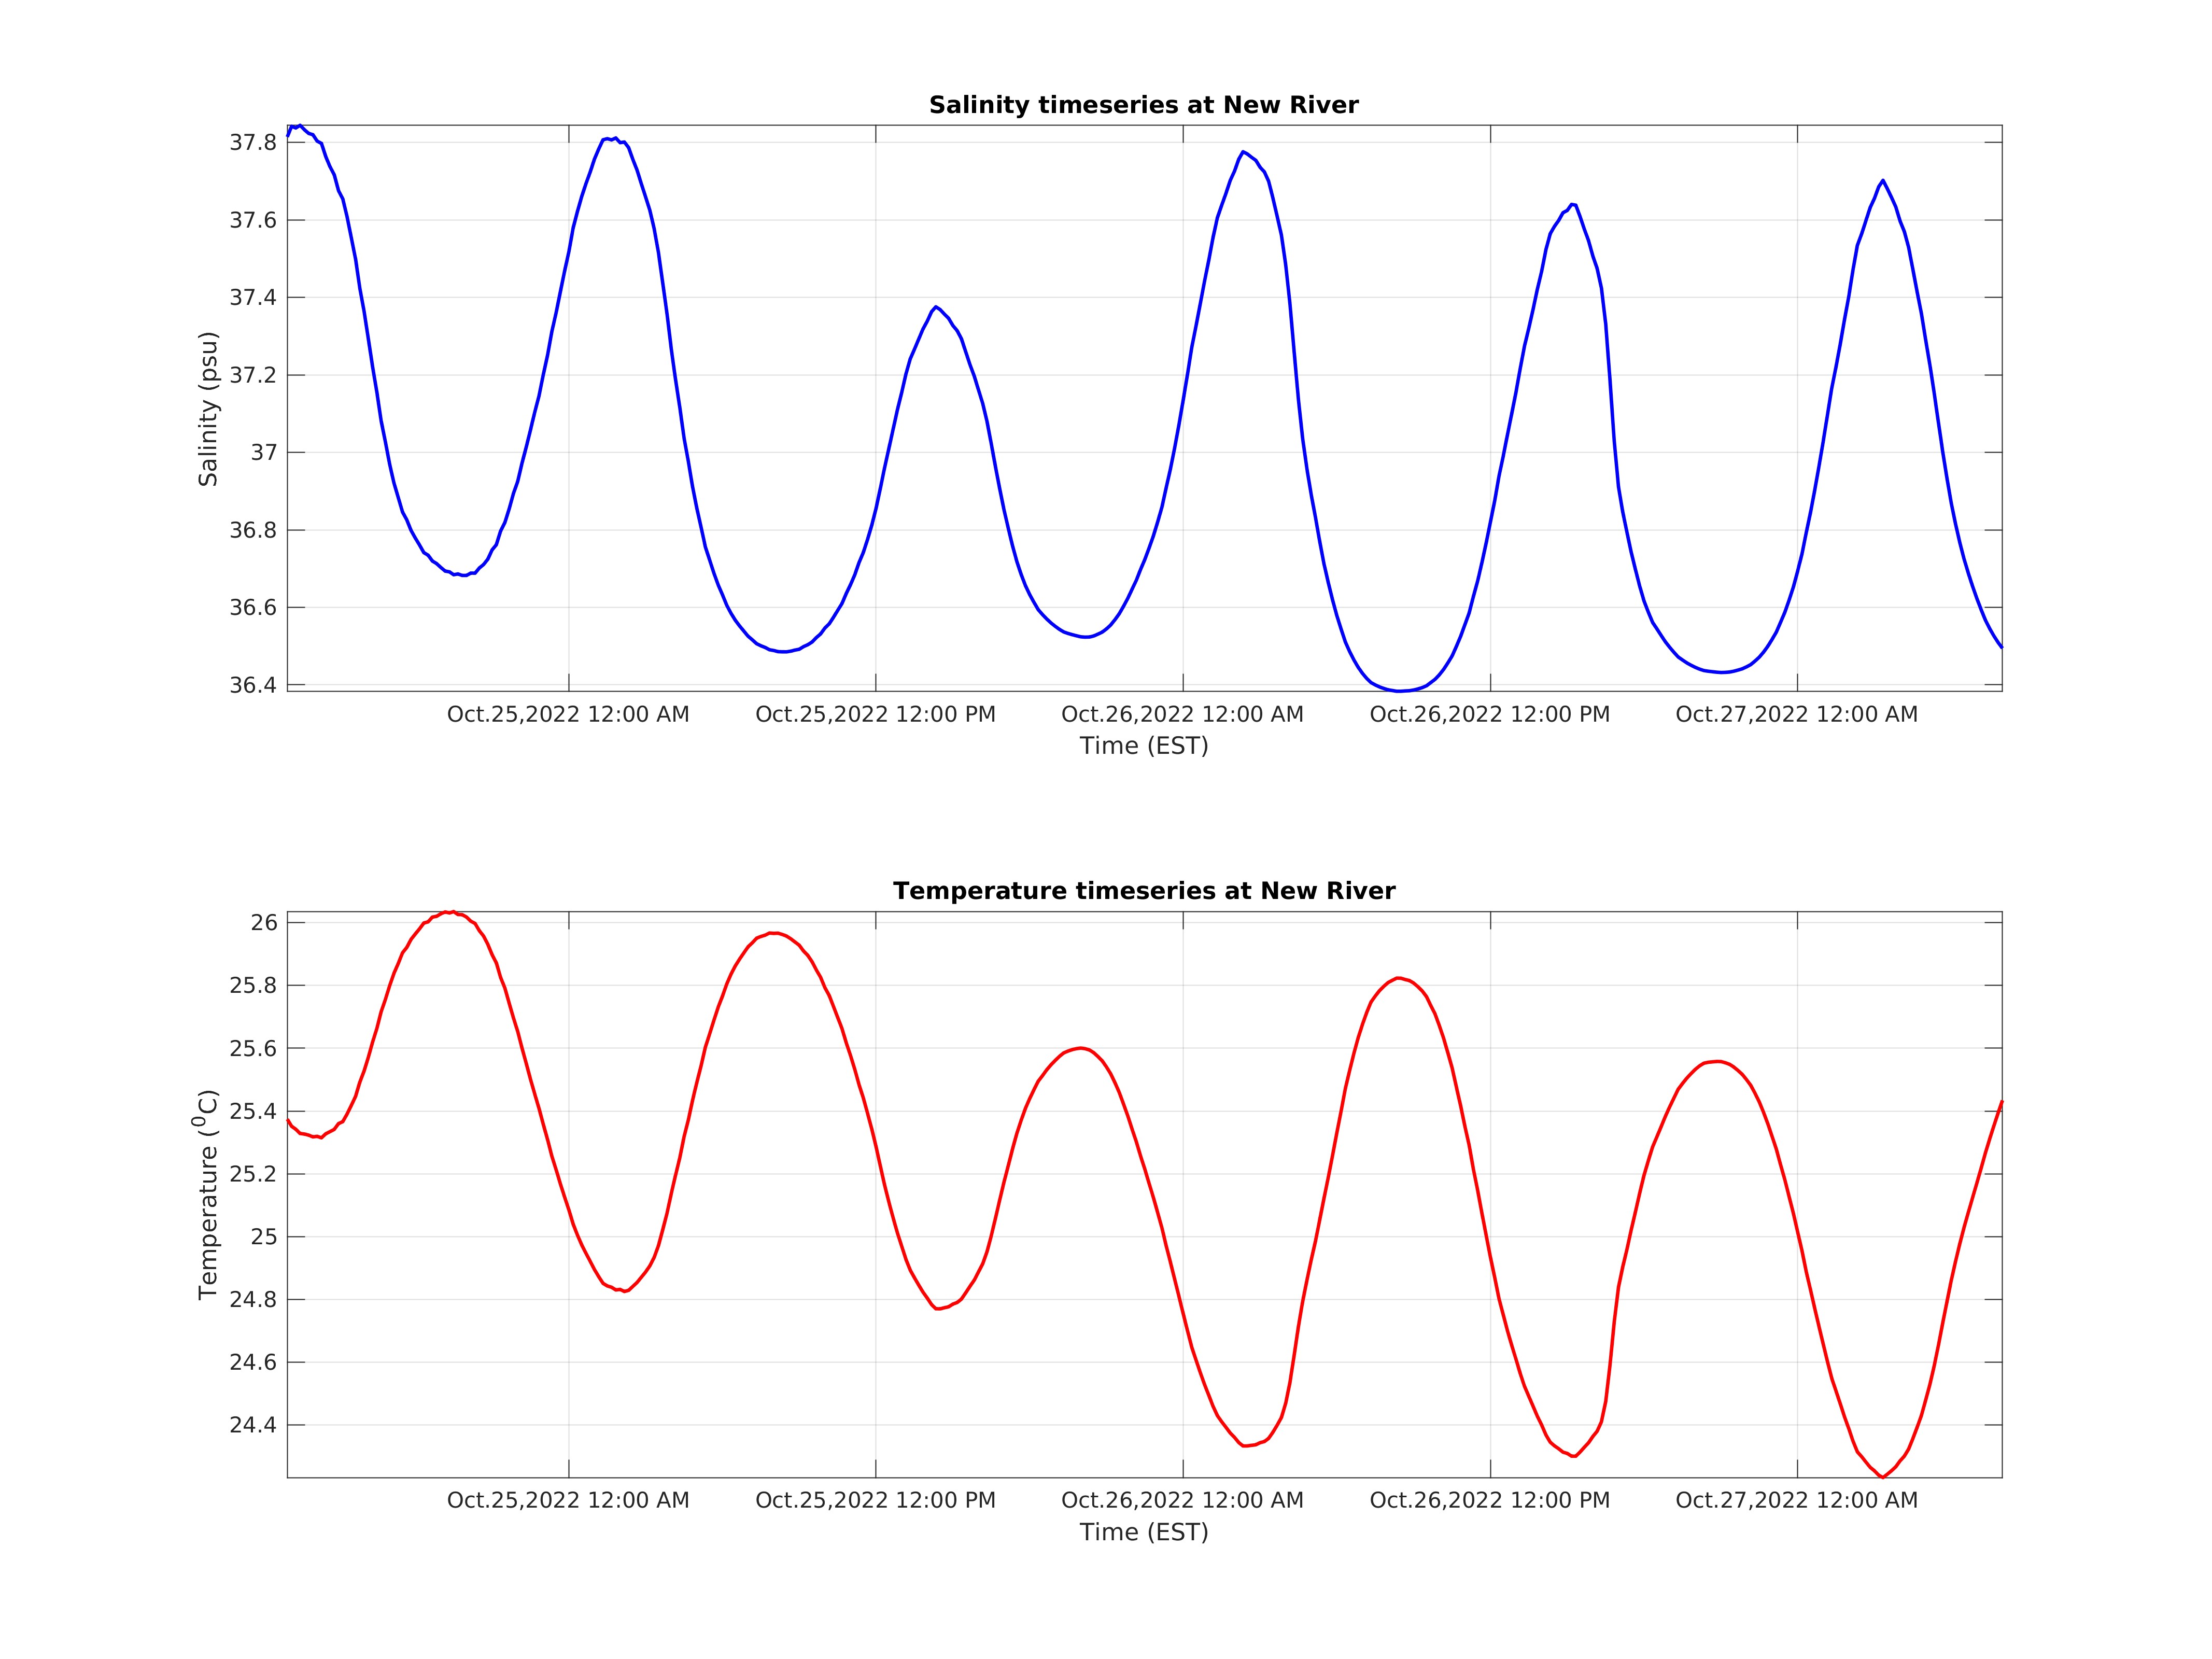 Salinity timeseries at New River
37.8
37.6
37.4
37.2
37
36.8
36.6
36.4
Salinity (psu)
Oct.25,2022 12:00 AM Oct.25,2022 12:00 PM Oct.26,2022 12:00 AM Oct.26,2022 12:00 PM Oct.27,2022 12:00 AM
Time (EST)
Temperature timeseries at New River
26
25.8
25.6
25.4
25.2
25
24.8
24.6
24.4
Temperature (⁰C)
Oct.25,2022 12:00 AM Oct.25,2022 12:00 PM Oct.26,2022 12:00 AM Oct.26,2022 12:00 PM Oct.27,2022 12:00 AM
Time (EST)